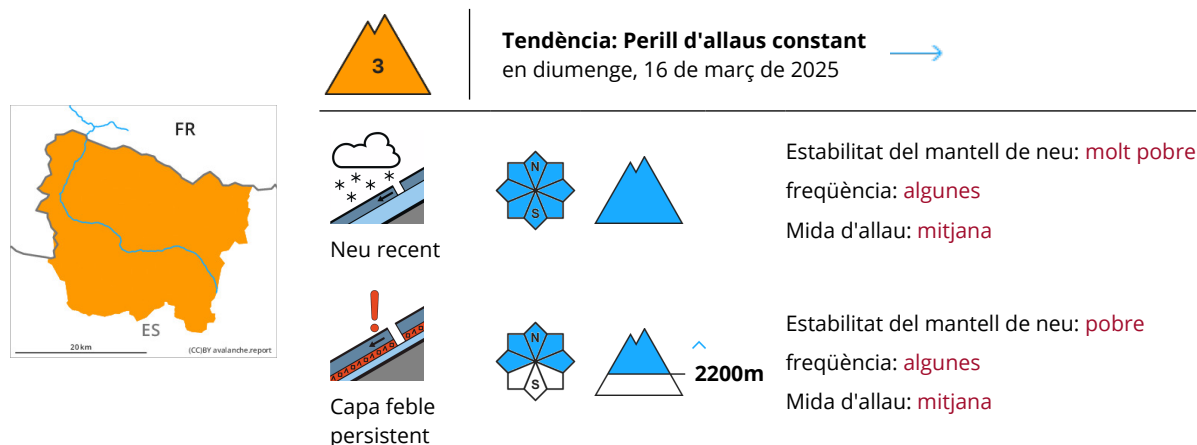 3
Tendència: Perill d'allaus constant
en diumenge, 16 de març de 2025
FR
ES
20 km
(CC)BY avalanche.report
N
S
Neu recent
Estabilitat del mantell de neu: molt pobre
freqüència: algunes
Mida d'allau: mitjana
N
S
2200m
Capa feble
persistent
Estabilitat del mantell de neu: pobre
freqüència: algunes
Mida d'allau: mitjana